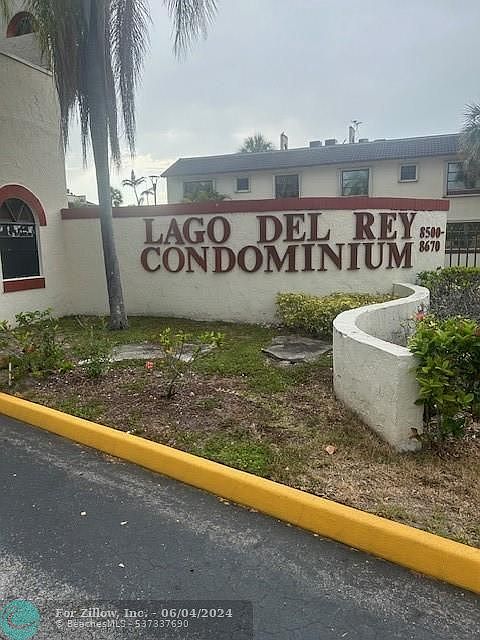 LAGO DEL REY
CONDOMINIUM
8500-
8670
For Zillow, Inc. - 06/04/2024
© BeachesMLS - 537337690